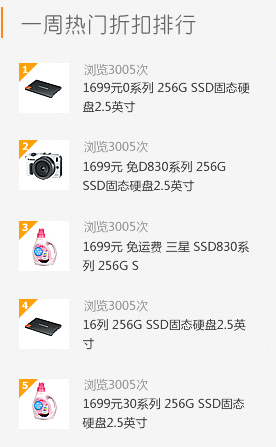 一周热门折扣排行
1
浏览3005次
1699元0系列 256G SSD固态硬
盘2.5英寸
2
浏览3005次
1699元 免D830系列 256G
SSD固态硬盘2.5英寸
3
浏览3005次
1699元 免运费 三星 SSD830系
列 256G S
4
浏览3005次
16列 256G SSD固态硬盘2.5英
寸
5
浏览3005次
1699元30系列 256G SSD固态
硬盘2.5英寸